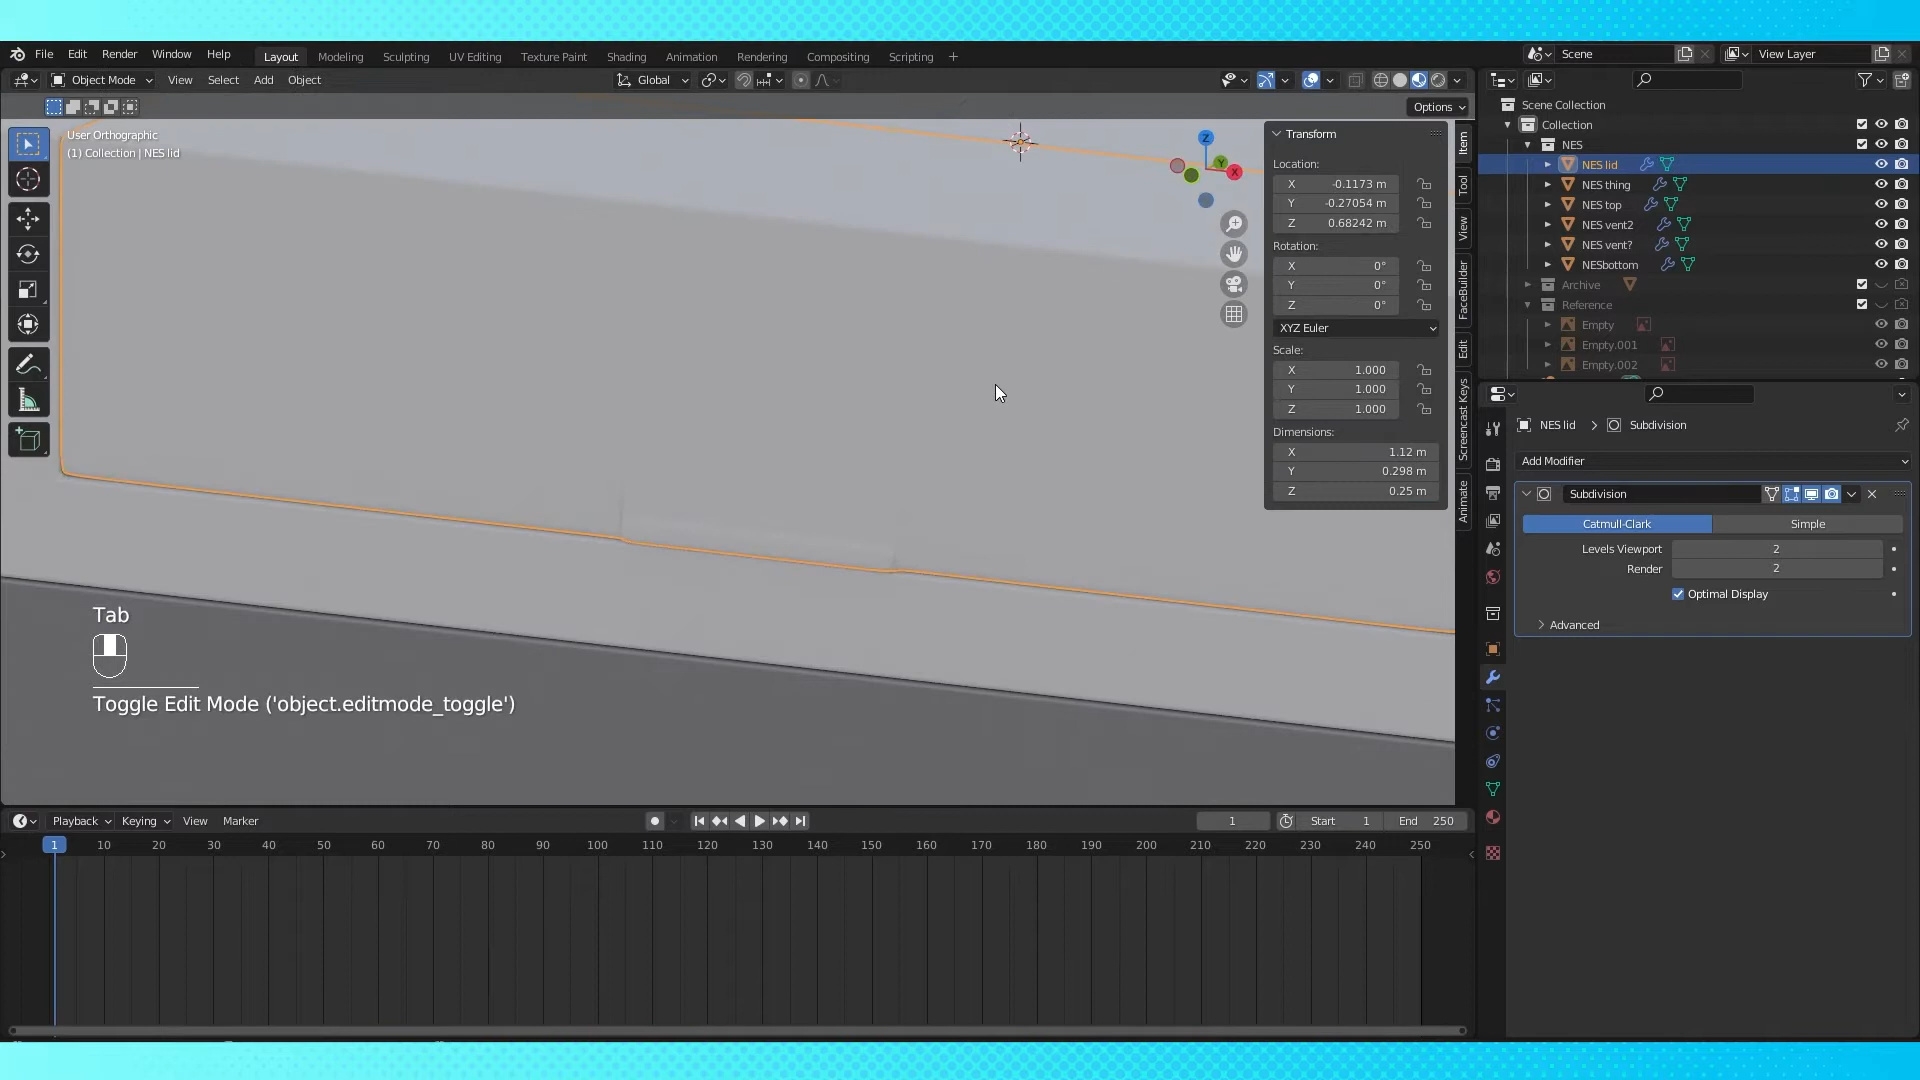 File Edit Render Window Help Layout Modeling Sculpting UV Editing Texture Paint Shading Animation Rendering Compositing Scripting + Scene View Layer
Object Mode View Select Add Object Global
Options
User Orthographic
(1) Collection | NES lid
Z
Y
X
Transform
Location:
X -0.1173 m
Y -0.27054 m
Z 0.68242 m
Rotation:
X 0°
Y 0°
Z 0°
XYZ Euler
Scale:
X 1.000
Y 1.000
Z 1.000
Dimensions:
X 1.12 m
Y 0.298 m
Z 0.25 m
Item
Tool
View
FaceBuilder
Edit
Screencast Keys
Animate
Scene Collection
Collection
NES
NES lid
NES thing
NES top
NES vent2
NES vent?
NESbottom
Archive
Reference
Empty
Empty.001
Empty.002
NES lid > Subdivision
Add Modifier
Subdivision
Catmull-Clark Simple
Levels Viewport 2
Render 2
Optimal Display
Advanced
Tab
Toggle Edit Mode ('object.editmode_toggle')
Playback Keying View Marker 1 Start 1 End 250
1 10 20 30 40 50 60 70 80 90 100 110 120 130 140 150 160 170 180 190 200 210 220 230 240 250